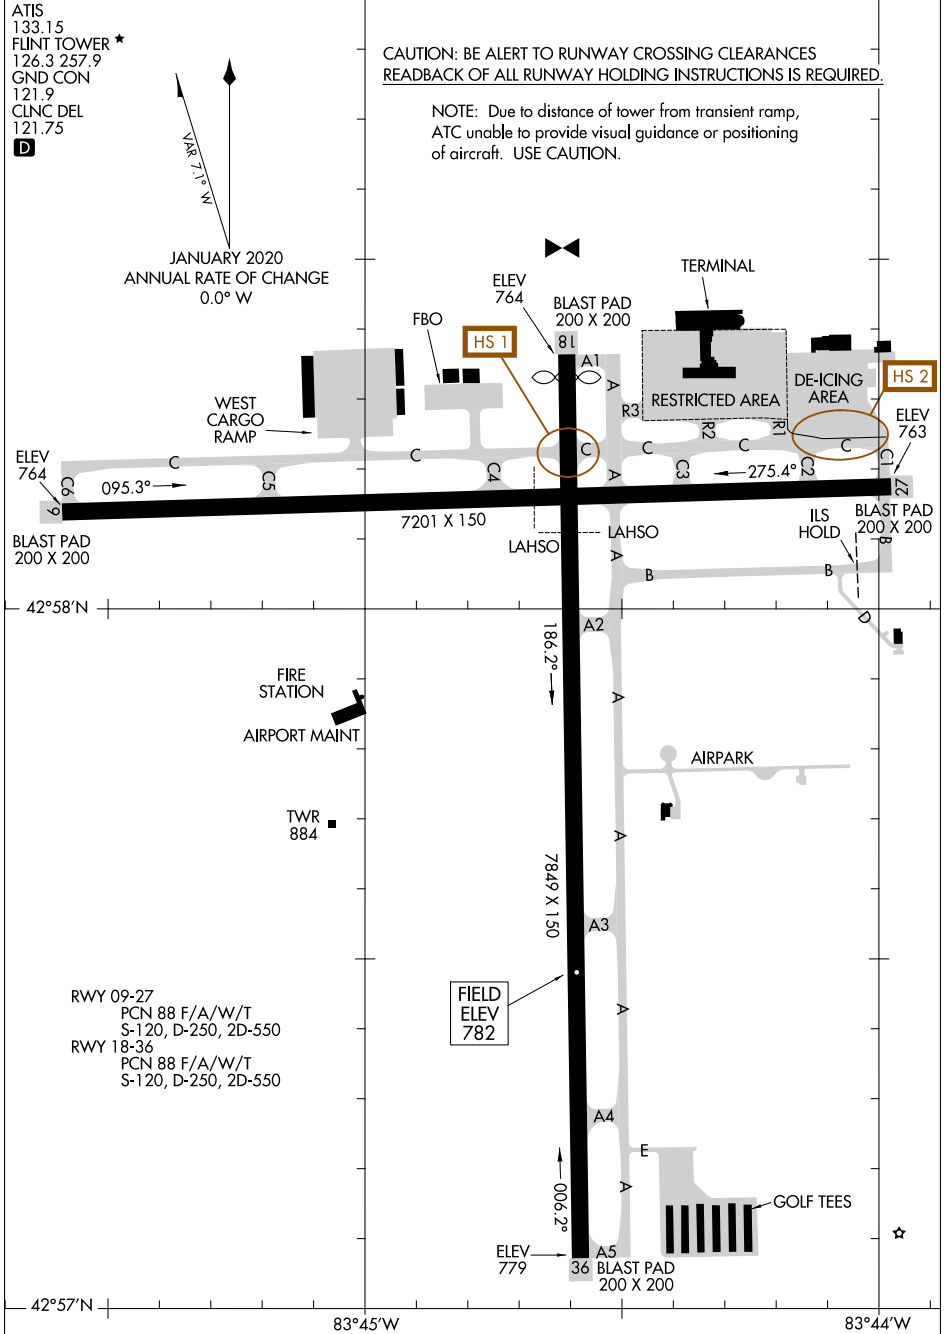 ATIS
133.15
FLINT TOWER ★
126.3 257.9
GND CON
121.9
CLNC DEL
121.75
D
CAUTION: BE ALERT TO RUNWAY CROSSING CLEARANCES
READBACK OF ALL RUNWAY HOLDING INSTRUCTIONS IS REQUIRED.
NOTE: Due to distance of tower from transient ramp,
ATC unable to provide visual guidance or positioning
of aircraft. USE CAUTION.
VAR 7.1° W
JANUARY 2020
ANNUAL RATE OF CHANGE
0.0° W
ELEV
764
BLAST PAD
200 X 200
TERMINAL
FBO
HS 1
18
A1
A
HS 2
RESTRICTED AREA
DE-ICING
AREA
WEST
CARGO
RAMP
R3
R2
R1
ELEV
763
ELEV
764
C
C
C
C
C
C
A
C1
C6
C5
C4
C3
C2
095.3°
275.4°
9
27
7201 X 150
BLAST PAD
200 X 200
BLAST PAD
200 X 200
ILS
HOLD
LAHSO
LAHSO
A
B
B
B
D
42°58'N
A2
186.2°
FIRE
STATION
AIRPORT MAINT
A
AIRPARK
TWR
884
A
7849 X 150
A3
FIELD
ELEV
782
A
RWY 09-27
PCN 88 F/A/W/T
S-120, D-250, 2D-550
RWY 18-36
PCN 88 F/A/W/T
S-120, D-250, 2D-550
A4
E
006.2°
A
GOLF TEES
ELEV
779
A5
36
BLAST PAD
200 X 200
42°57'N
83°45'W
83°44'W